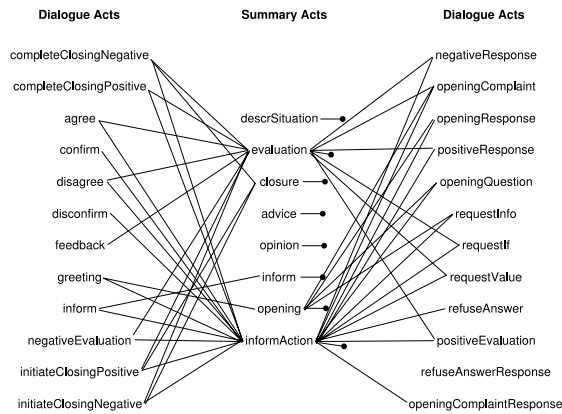 Dialogue Acts
Summary Acts
Dialogue Acts
completeClosingNegative
completeClosingPositive
agree
confirm
disagree
disconfirm
feedback
greeting
inform
negativeEvaluation
initiateClosingPositive
initiateClosingNegative
descrSituation
evaluation
closure
advice
opinion
inform
opening
informAction
negativeResponse
openingComplaint
openingResponse
positiveResponse
openingQuestion
requestInfo
requestIf
requestValue
refuseAnswer
positiveEvaluation
refuseAnswerResponse
openingComplaintResponse